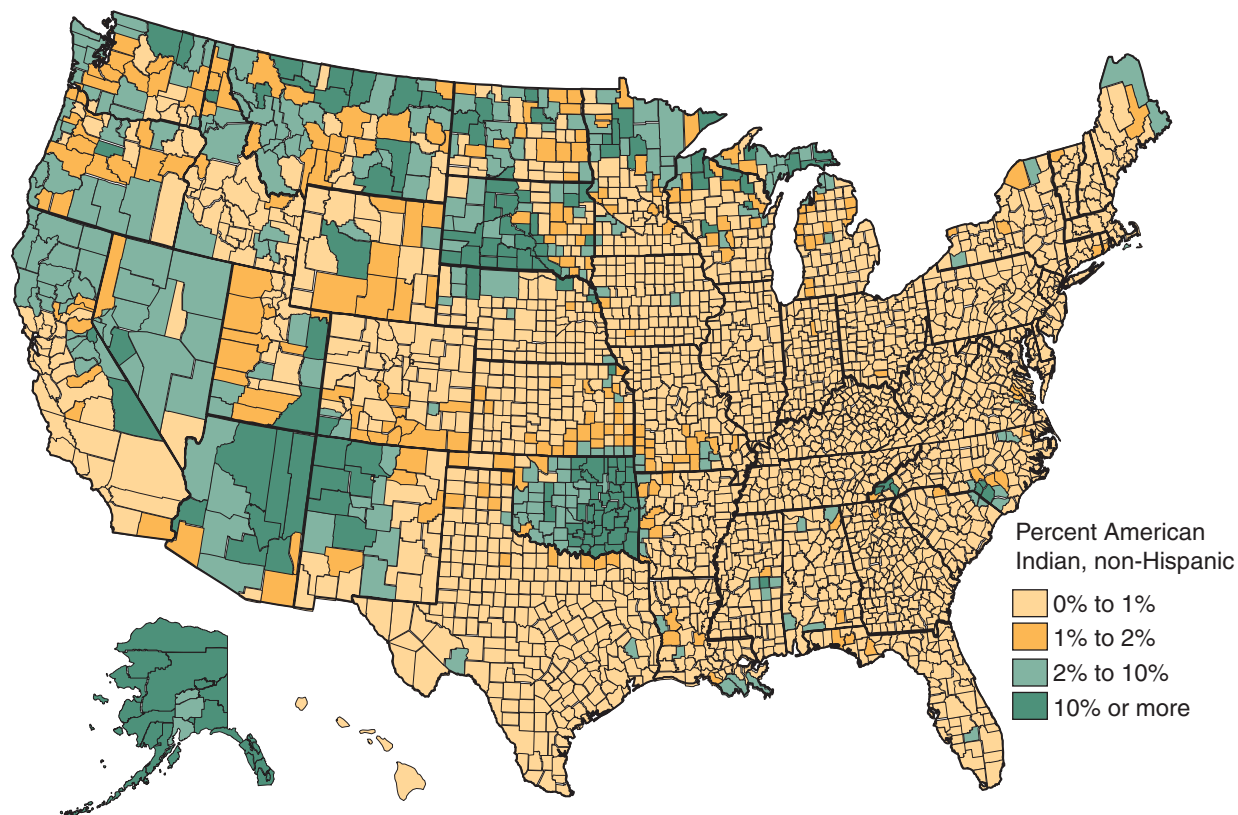 Percent American
Indian, non-Hispanic
0% to 1%
1% to 2%
2% to 10%
10% or more